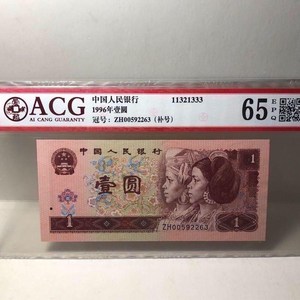 ACG
AI CANG GUARANTY
中国人民银行 11321333
1996年壹圆
冠号：ZH00592263（补号）
65 EPQ
中国人民银行
1
壹圆
1
ZH00592263